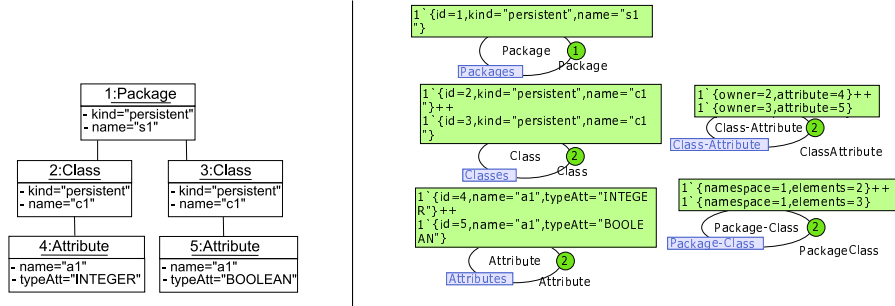 1:Package
- kind="persistent"
- name="s1"
2:Class
- kind="persistent"
- name="c1"
3:Class
- kind="persistent"
- name="c1"
4:Attribute
- name="a1"
- typeAtt="INTEGER"
5:Attribute
- name="a1"
- typeAtt="BOOLEAN"
1`{id=1,kind="persistent",name="s1
"}
Package
1
Packages
Package
1`{id=2,kind="persistent",name="c1
"}++
1`{id=3,kind="persistent",name="c1
"}
Class
2
Classes
Class
1`{id=4,name="a1",typeAtt="INTEGE
R"}++
1`{id=5,name="a1",typeAtt="BOOLE
AN"}
Attribute
2
Attributes
Attribute
1`{owner=2,attribute=4}++
1`{owner=3,attribute=5}
Class-Attribute
2
Class-Attribute
ClassAttribute
1`{namespace=1,elements=2}++
1`{namespace=1,elements=3}
Package-Class
2
Package-Class
PackageClass